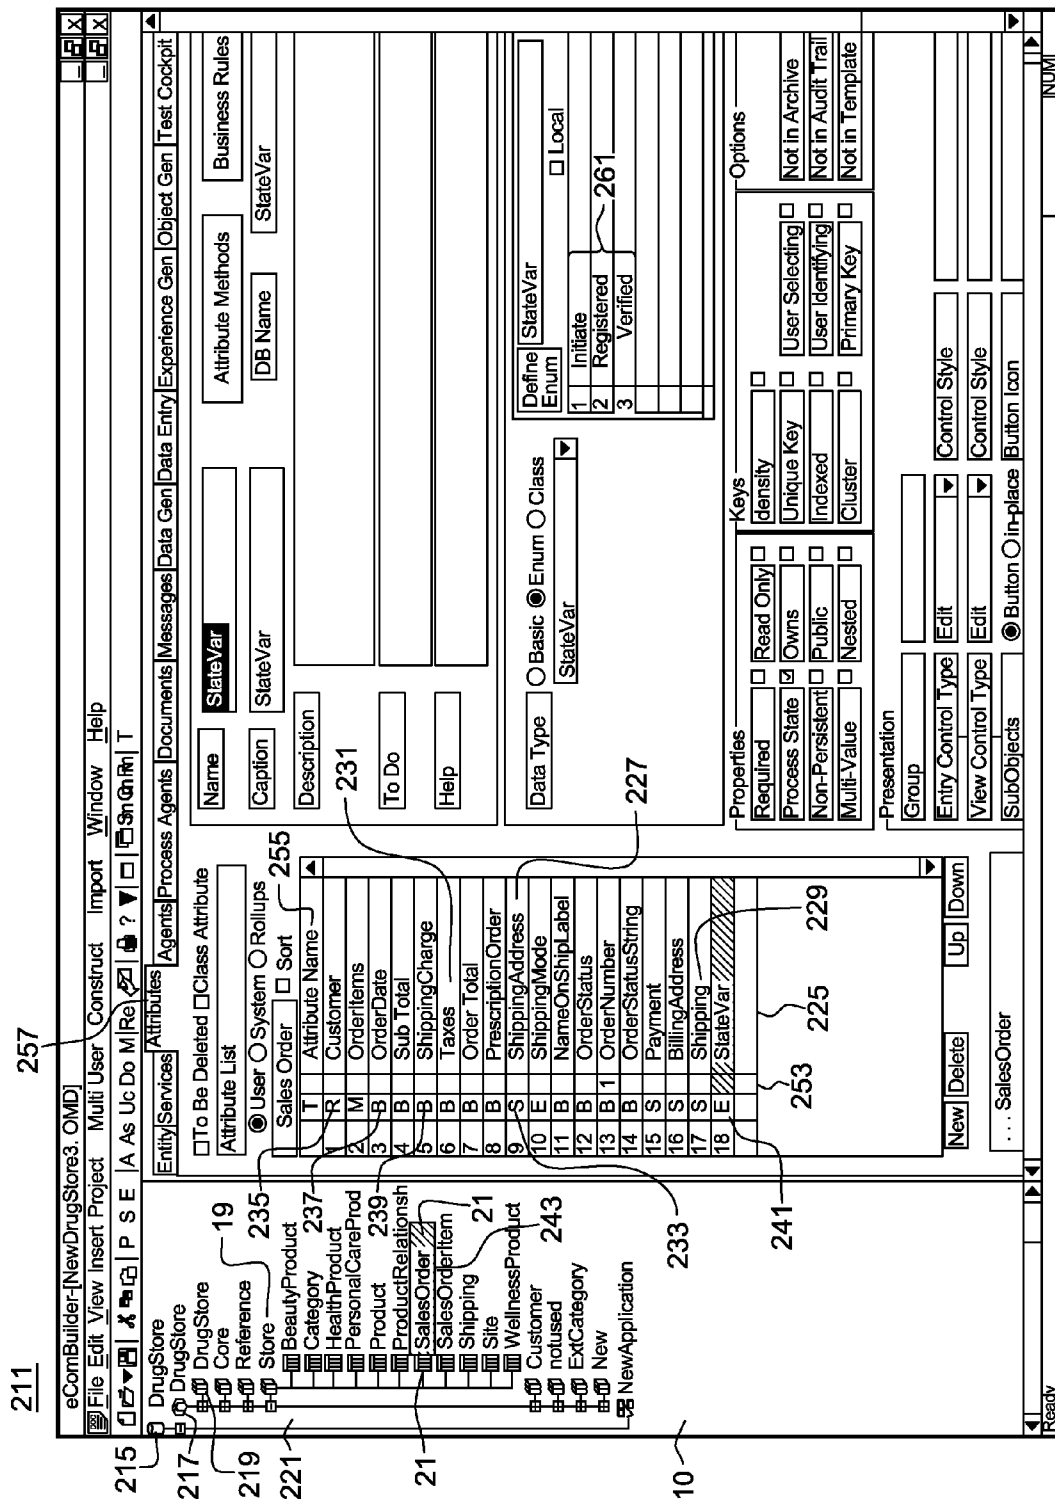 211
eComBuilder-[NewDrugStore3. OMD]
File Edit View Insert Project Multi User Construct Import Window Help
P S E A As Uc Do M Re ? Sm Gn Rn T
257
215
DrugStore
DrugStore
217
DrugStore
219
Core
Reference
Store
19
221
BeautyProduct
Category
HealthProduct
PersonalCareProd
Product
ProductRelationsh
SalesOrder
21
21
SalesOrderItem
243
Shipping
Site
WellnessProduct
Customer
notused
ExtCategory
New
NewApplication
10
Entity Services Attributes Agents Process Agents Documents Messages Data Gen Data Entry Experience Gen Object Gen Test Cockpit
To Be Deleted Class Attribute
Attribute List
User System Rollups
Sales Order Sort
255
235
237
239
233
241
T Attribute Name
1 R Customer
2 M OrderItems
3 B OrderDate
4 B Sub Total
5 B ShippingCharge
6 B Taxes
231
7 B Order Total
8 B PrescriptionOrder
9 S ShippingAddress
227
10 E ShippingMode
11 B NameOnShipLabel
12 B OrderStatus
13 B 1 OrderNumber
14 B OrderStatusString
15 S Payment
16 S BillingAddress
17 S Shipping
229
18 E StateVar
253
225
New Delete Up Down
...SalesOrder
Name StateVar Attribute Methods Business Rules
Caption StateVar DB Name StateVar
Description
To Do
Help
Data Type Basic Enum Class
StateVar
Define Enum StateVar
Local
1 Initiate
2 Registered
3 Verified
261
Properties
Required Read Only
Process State Owns
Non-Persistent Public
Multi-Value Nested
Keys
density
Unique Key User Selecting
Indexed User Identifying
Cluster Primary Key
Options
Not in Archive
Not in Audit Trail
Not in Template
Presentation
Group
Entry Control Type Edit Control Style
View Control Type Edit Control Style
SubObjects Button in-place Button Icon
Ready
NUM